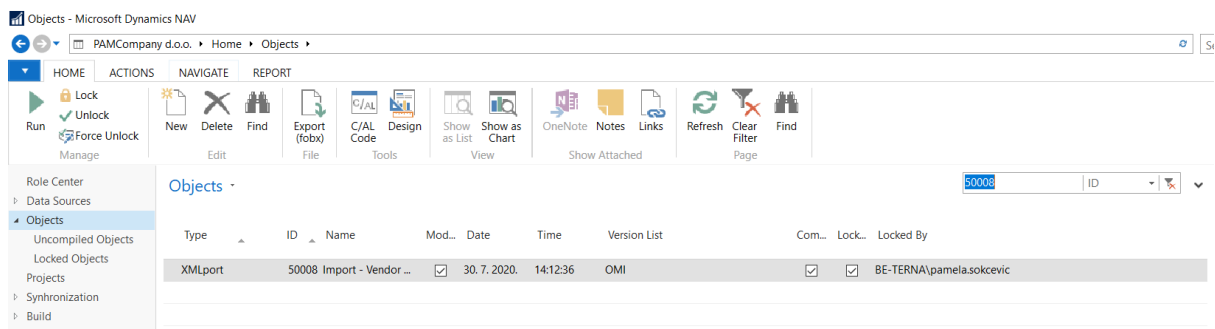 Objects - Microsoft Dynamics NAV
PAMCompany d.o.o. Home Objects
HOME ACTIONS NAVIGATE REPORT
Run
Lock
Unlock
Force Unlock
Manage
New Delete Find
Edit
Export (fobx)
File
C/AL
C/AL Code
Design
Tools
Show as List
Show as Chart
View
N
OneNote Notes Links
Show Attached
Refresh
Clear Filter
Find
Page
Role Center
Data Sources
Objects
Uncompiled Objects
Locked Objects
Projects
Synhronization
Build
Objects
50008 ID
Type ID Name Mod... Date Time Version List Com... Lock... Locked By
XMLport 50008 Import - Vendor ... 30. 7. 2020. 14:12:36 OMI BE-TERNA\pamela.sokcevic